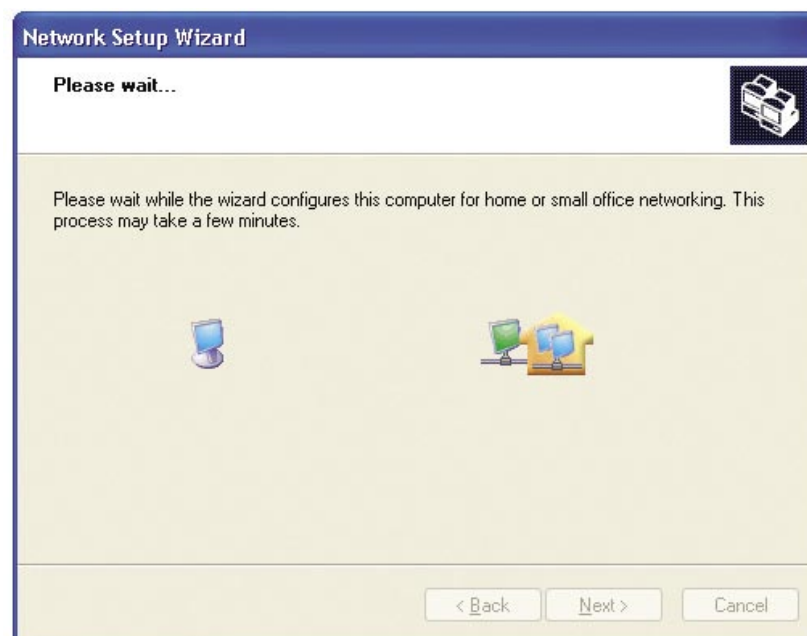 Network Setup Wizard
Please wait...
Please wait while the wizard configures this computer for home or small office networking. This
process may take a few minutes.
< Back Next > Cancel